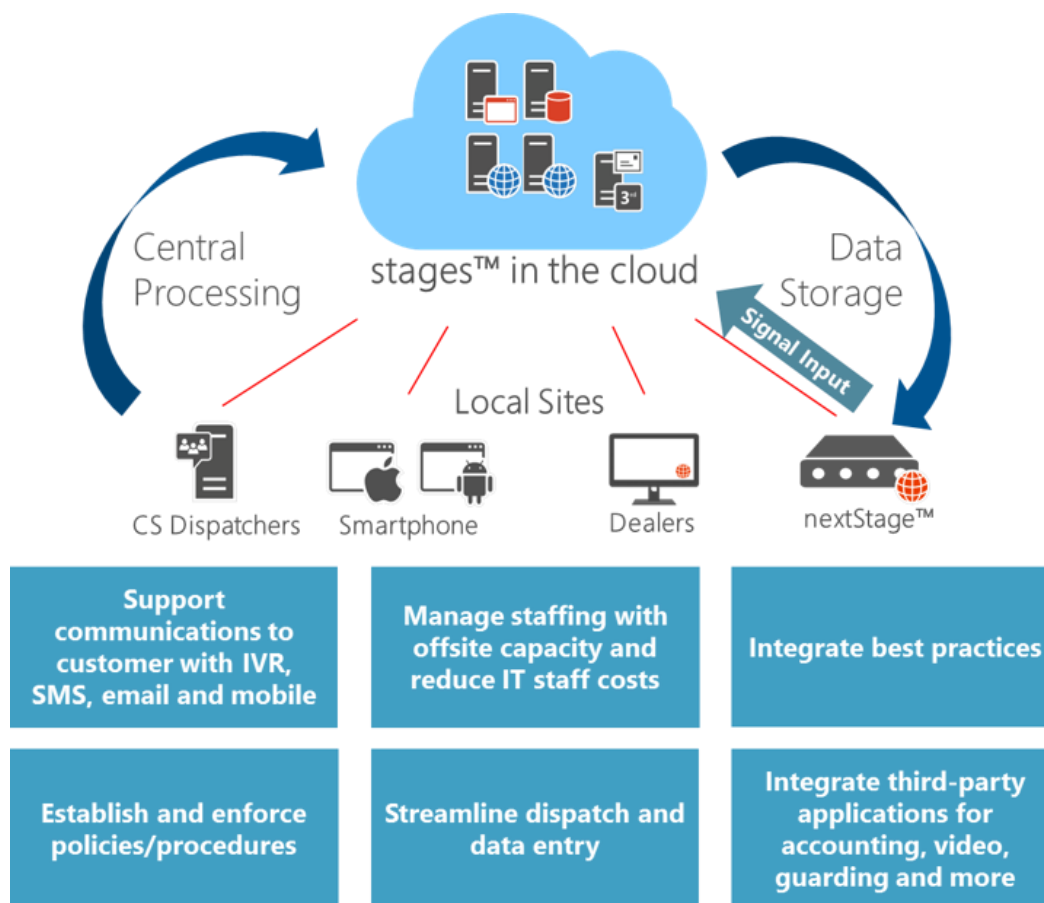 3rd
Central
Processing
stages™ in the cloud
Data
Storage
Signal Input
Local Sites
CS Dispatchers
Smartphone
Dealers
nextStage™
Support
communications to
customer with IVR,
SMS, email and mobile
Manage staffing with
offsite capacity and
reduce IT staff costs
Integrate best practices
Establish and enforce
policies/procedures
Streamline dispatch and
data entry
Integrate third-party
applications for
accounting, video,
guarding and more